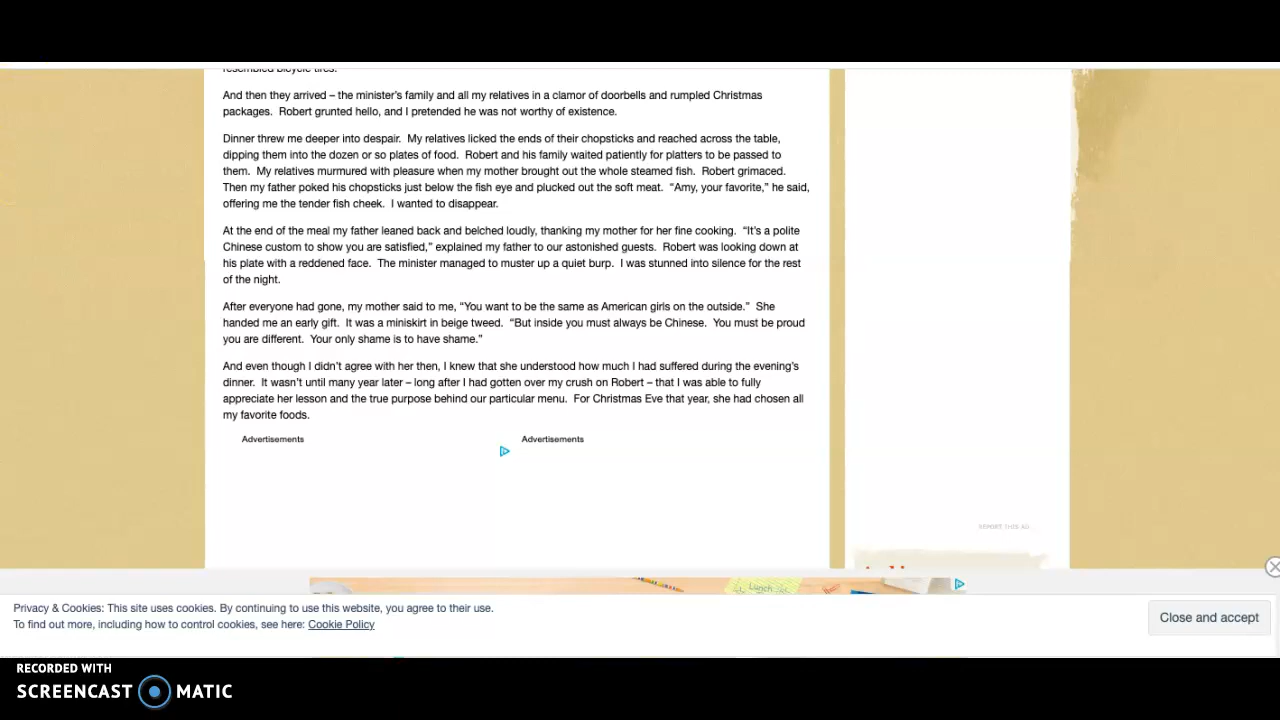 resembled bicycle tires.
And then they arrived – the minister's family and all my relatives in a clamor of doorbells and rumpled Christmas
packages.  Robert grunted hello, and I pretended he was not worthy of existence.
Dinner threw me deeper into despair.  My relatives licked the ends of their chopsticks and reached across the table,
dipping them into the dozen or so plates of food.  Robert and his family waited patiently for platters to be passed to
them.  My relatives murmured with pleasure when my mother brought out the whole steamed fish.  Robert grimaced.
Then my father poked his chopsticks just below the fish eye and plucked out the soft meat.  “Amy, your favorite,” he said,
offering me the tender fish cheek.  I wanted to disappear.
At the end of the meal my father leaned back and belched loudly, thanking my mother for her fine cooking.  “It's a polite
Chinese custom to show you are satisfied,” explained my father to our astonished guests.  Robert was looking down at
his plate with a reddened face.  The minister managed to muster up a quiet burp.  I was stunned into silence for the rest
of the night.
After everyone had gone, my mother said to me, “You want to be the same as American girls on the outside.”  She
handed me an early gift.  It was a miniskirt in beige tweed.  “But inside you must always be Chinese.  You must be proud
you are different.  Your only shame is to have shame.”
And even though I didn't agree with her then, I knew that she understood how much I had suffered during the evening's
dinner.  It wasn't until many year later – long after I had gotten over my crush on Robert – that I was able to fully
appreciate her lesson and the true purpose behind our particular menu.  For Christmas Eve that year, she had chosen all
my favorite foods.
Advertisements
Advertisements
REPORT THIS AD
Lunch
Privacy & Cookies: This site uses cookies. By continuing to use this website, you agree to their use.
To find out more, including how to control cookies, see here: Cookie Policy
Close and accept
RECORDED WITH
SCREENCAST MATIC